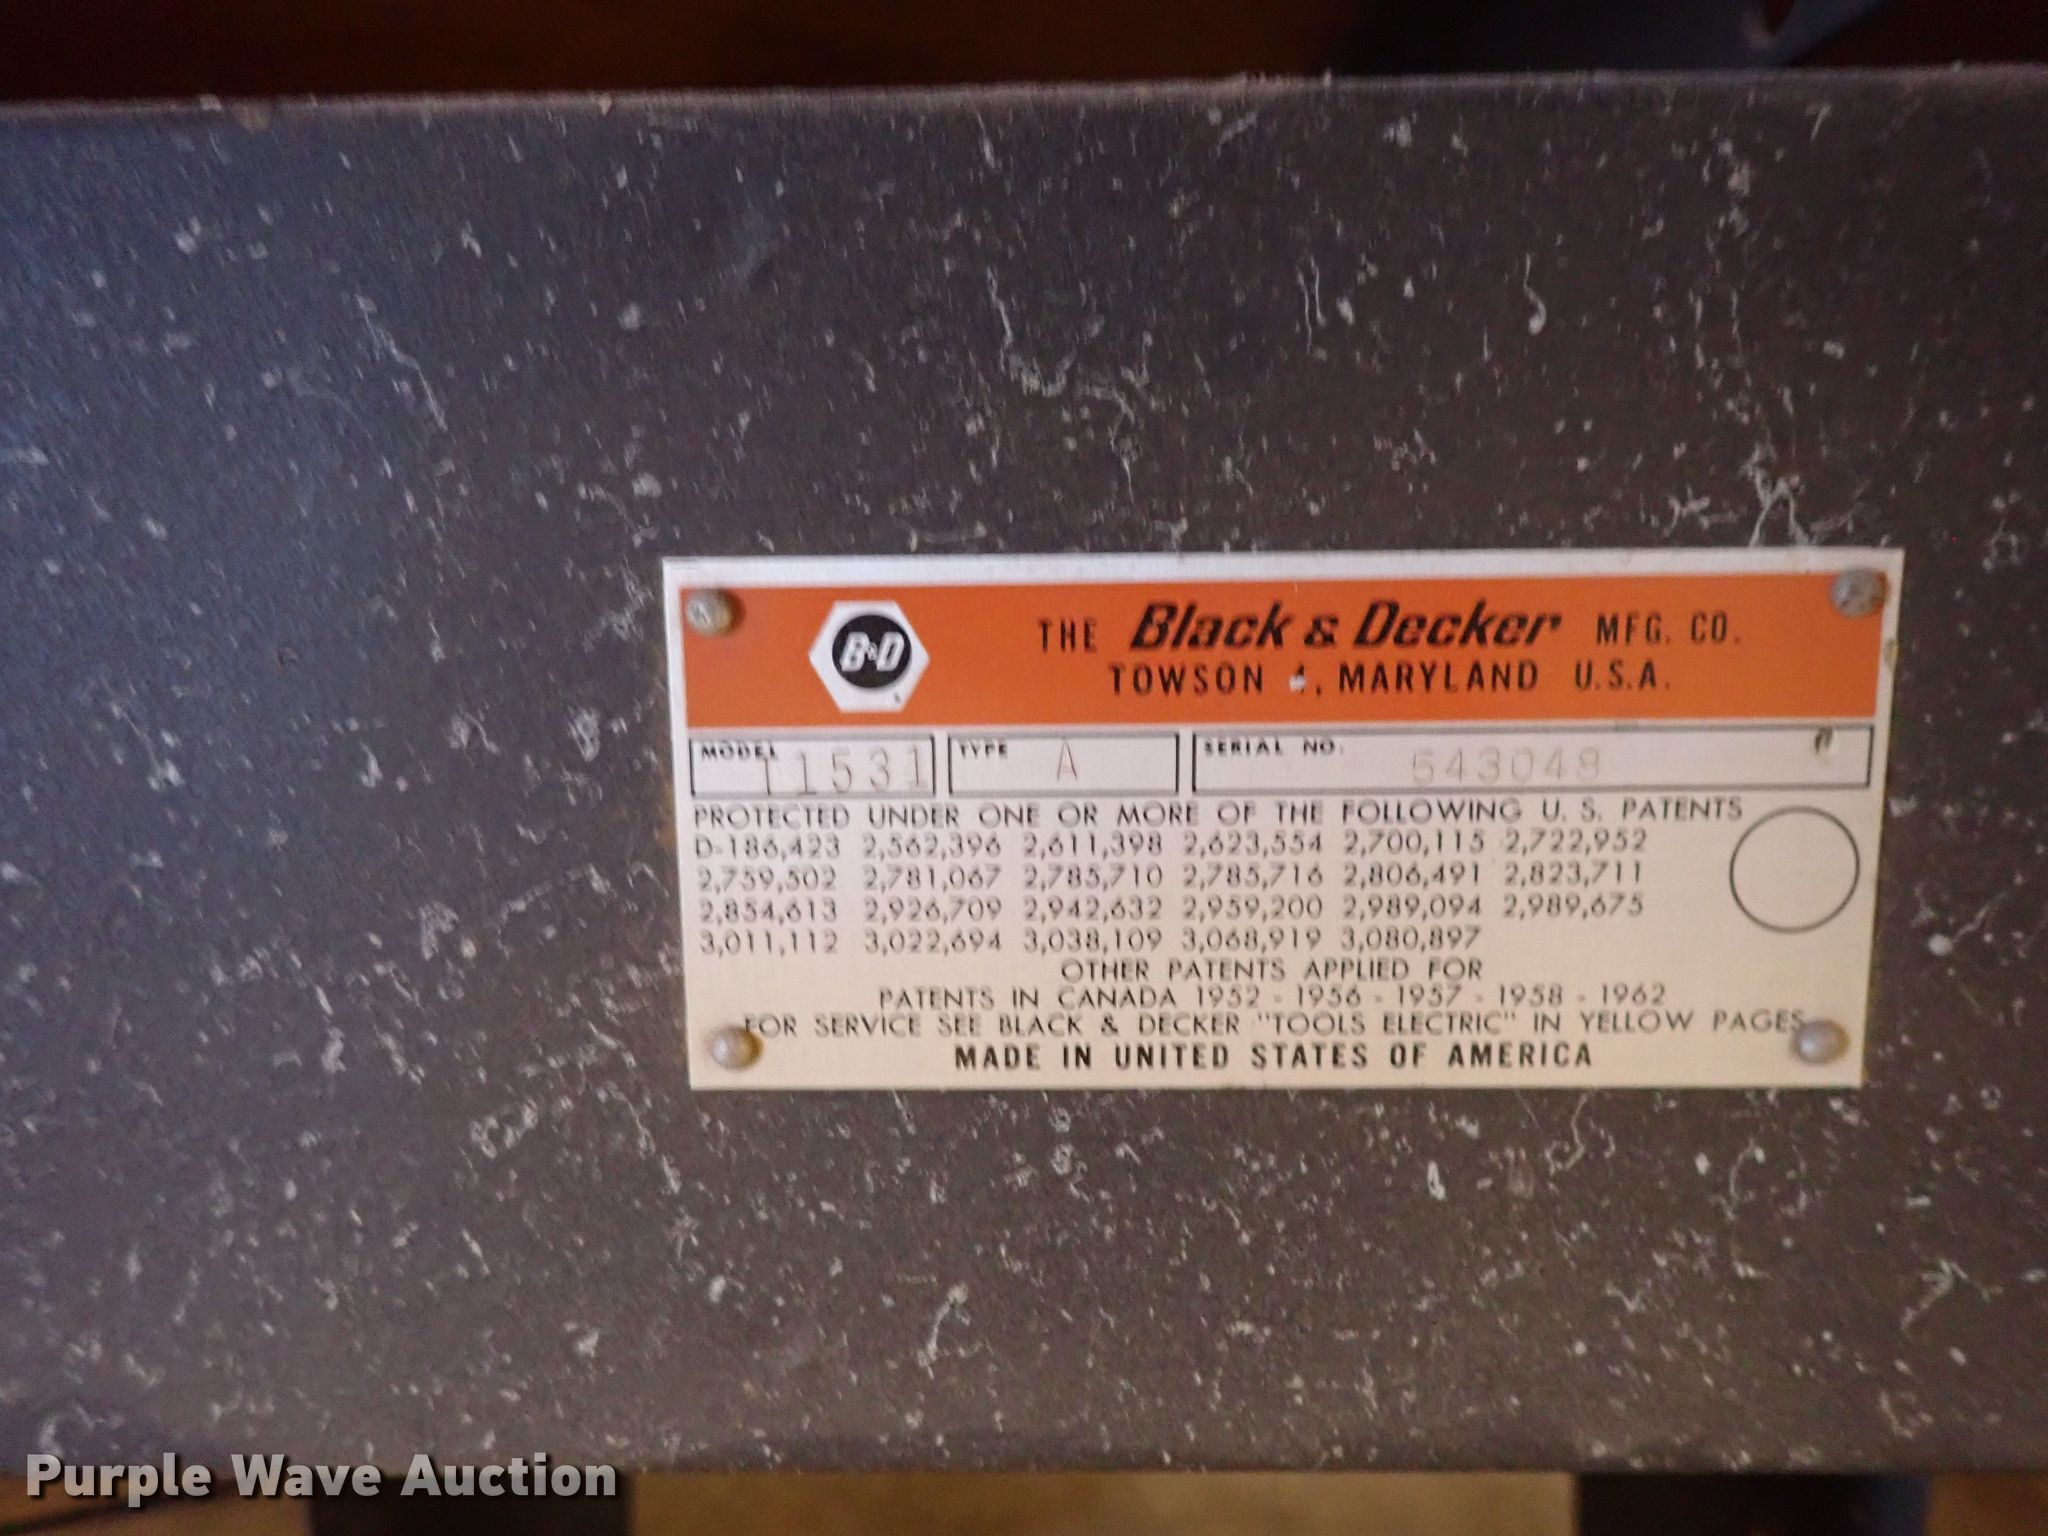 B&D
THE Black & Decker MFG. CO.
TOWSON 4, MARYLAND U.S.A.
MODEL 11531 TYPE A SERIAL NO. 543048
PROTECTED UNDER ONE OR MORE OF THE FOLLOWING U. S. PATENTS
D-186,423 2,562,396 2,611,398 2,623,554 2,700,115 2,722,952
2,759,502 2,781,067 2,785,710 2,785,716 2,806,491 2,823,711
2,854,613 2,926,709 2,942,632 2,959,200 2,989,094 2,989,675
3,011,112 3,022,694 3,038,109 3,068,919 3,080,897
OTHER PATENTS APPLIED FOR
PATENTS IN CANADA 1952 - 1956 - 1957 - 1958 - 1962
FOR SERVICE SEE BLACK & DECKER "TOOLS ELECTRIC" IN YELLOW PAGES
MADE IN UNITED STATES OF AMERICA
Purple Wave Auction